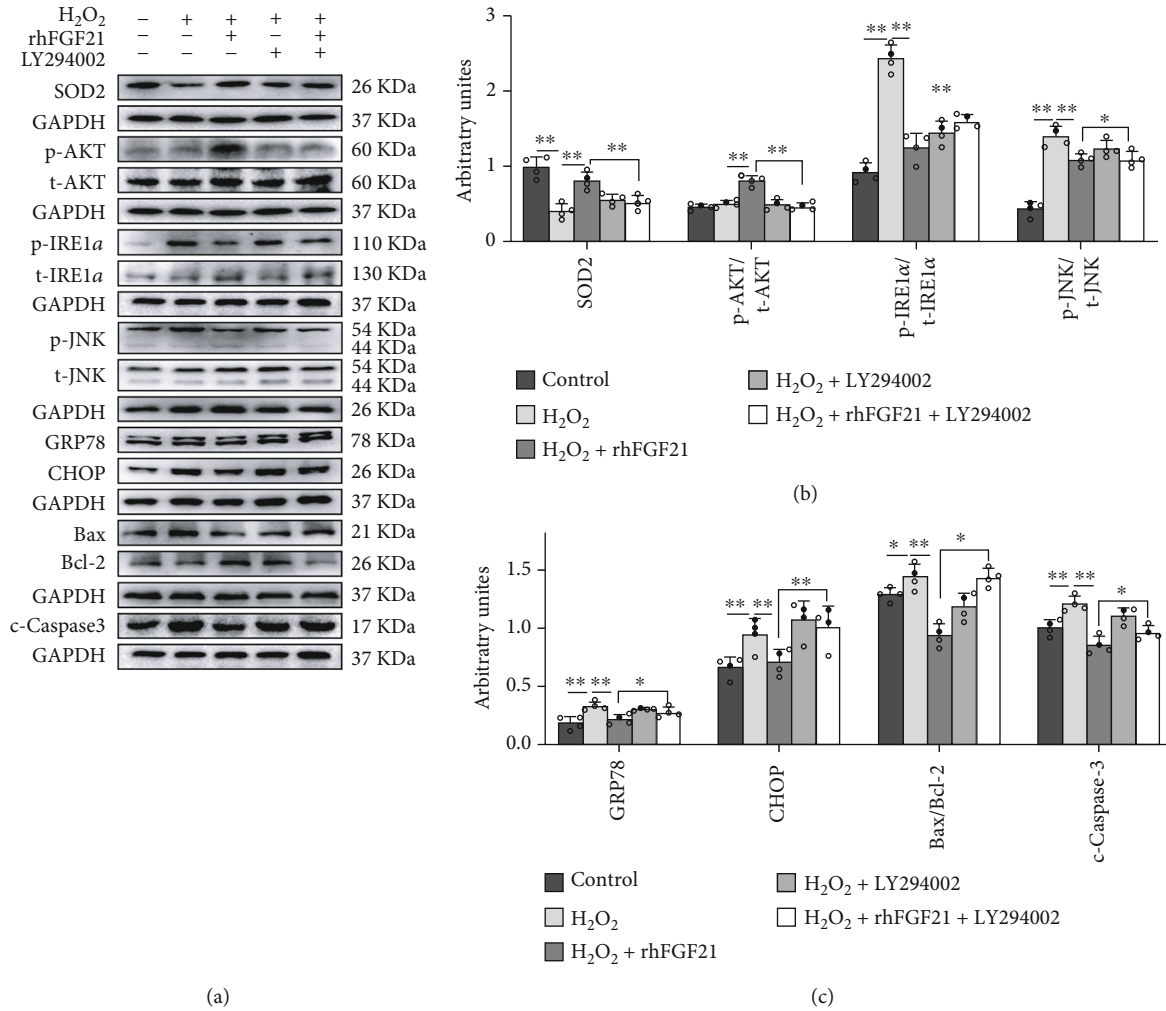 H₂O₂ − + + + +
rhFGF21 − − + − +
LY294002 − − − + +
SOD2 26 KDa
GAPDH 37 KDa
p-AKT 60 KDa
t-AKT 60 KDa
GAPDH 37 KDa
p-IRE1a 110 KDa
t-IRE1a 130 KDa
GAPDH 37 KDa
p-JNK 54 KDa
44 KDa
t-JNK 54 KDa
44 KDa
GAPDH 26 KDa
GRP78 78 KDa
CHOP 26 KDa
GAPDH 37 KDa
Bax 21 KDa
Bcl-2 26 KDa
GAPDH 37 KDa
c-Caspase3 17 KDa
GAPDH 37 KDa
(a)
Arbitratry unites
3
2
1
0
** ** **
** **
** ** **
** ** *
SOD2
p-AKT/
t-AKT
p-IRE1α/
t-IRE1α
p-JNK/
t-JNK
Control
H₂O₂
H₂O₂ + rhFGF21
H₂O₂ + LY294002
H₂O₂ + rhFGF21 + LY294002
(b)
Arbitratry unites
1.5
1.0
0.5
0.0
** ** *
** ** **
* ** *
** ** *
GRP78
CHOP
Bax/Bcl-2
c-Caspase-3
Control
H₂O₂
H₂O₂ + rhFGF21
H₂O₂ + LY294002
H₂O₂ + rhFGF21 + LY294002
(c)